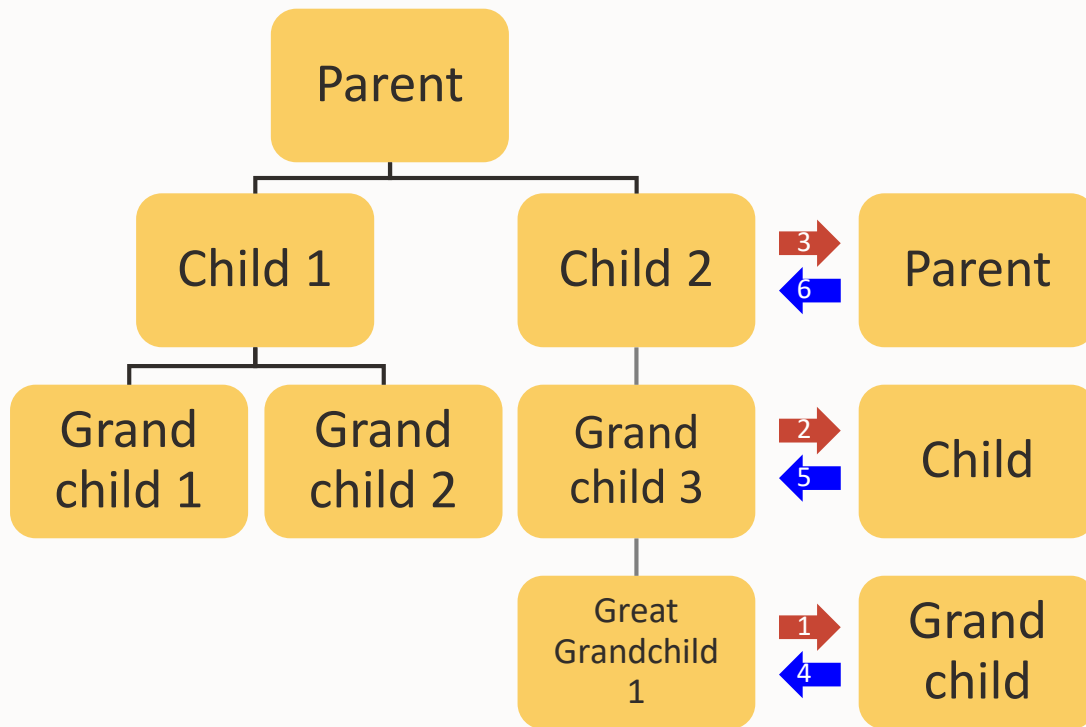 Parent
Child 1
Child 2
3
6
Parent
Grand
child 1
Grand
child 2
Grand
child 3
2
5
Child
Great
Grandchild
1
1
4
Grand
child